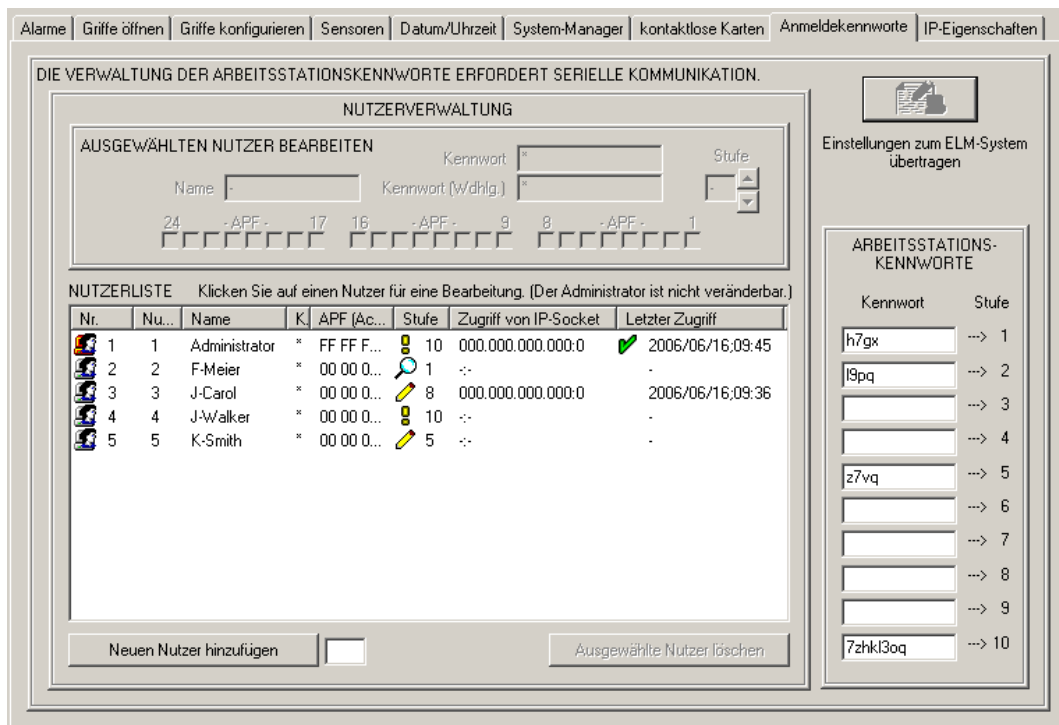 Alarme Griffe öffnen Griffe konfigurieren Sensoren Datum/Uhrzeit System-Manager kontaktlose Karten Anmeldekennworte IP-Eigenschaften
DIE VERWALTUNG DER ARBEITSSTATIONSKENNWORTE ERFORDERT SERIELLE KOMMUNIKATION.
NUTZERVERWALTUNG
AUSGEWÄHLTEN NUTZER BEARBEITEN
Kennwort *
Stufe
Name - Kennwort (Wdhlg.) * -
24 - APF - 17 16 - APF - 9 8 - APF - 1
NUTZERLISTE Klicken Sie auf einen Nutzer für eine Bearbeitung. (Der Administrator ist nicht veränderbar.)
Nr. Nu... Name K. APF (Ac... Stufe Zugriff von IP-Socket Letzter Zugriff
1 1 Administrator * FF FF F... 10 000.000.000.000:0 2006/06/16;09:45
2 2 F-Meier * 00 00 0... 1 -:- -
3 3 J-Carol * 00 00 0... 8 000.000.000.000:0 2006/06/16;09:36
4 4 J-Walker * 00 00 0... 10 -:- -
5 5 K-Smith * 00 00 0... 5 -:- -
Neuen Nutzer hinzufügen Ausgewählte Nutzer löschen
Einstellungen zum ELM-System
übertragen
ARBEITSSTATIONS-
KENNWORTE
Kennwort Stufe
h7gx ---> 1
l9pq ---> 2
---> 3
---> 4
z7vq ---> 5
---> 6
---> 7
---> 8
---> 9
7zhkl3oq ---> 10